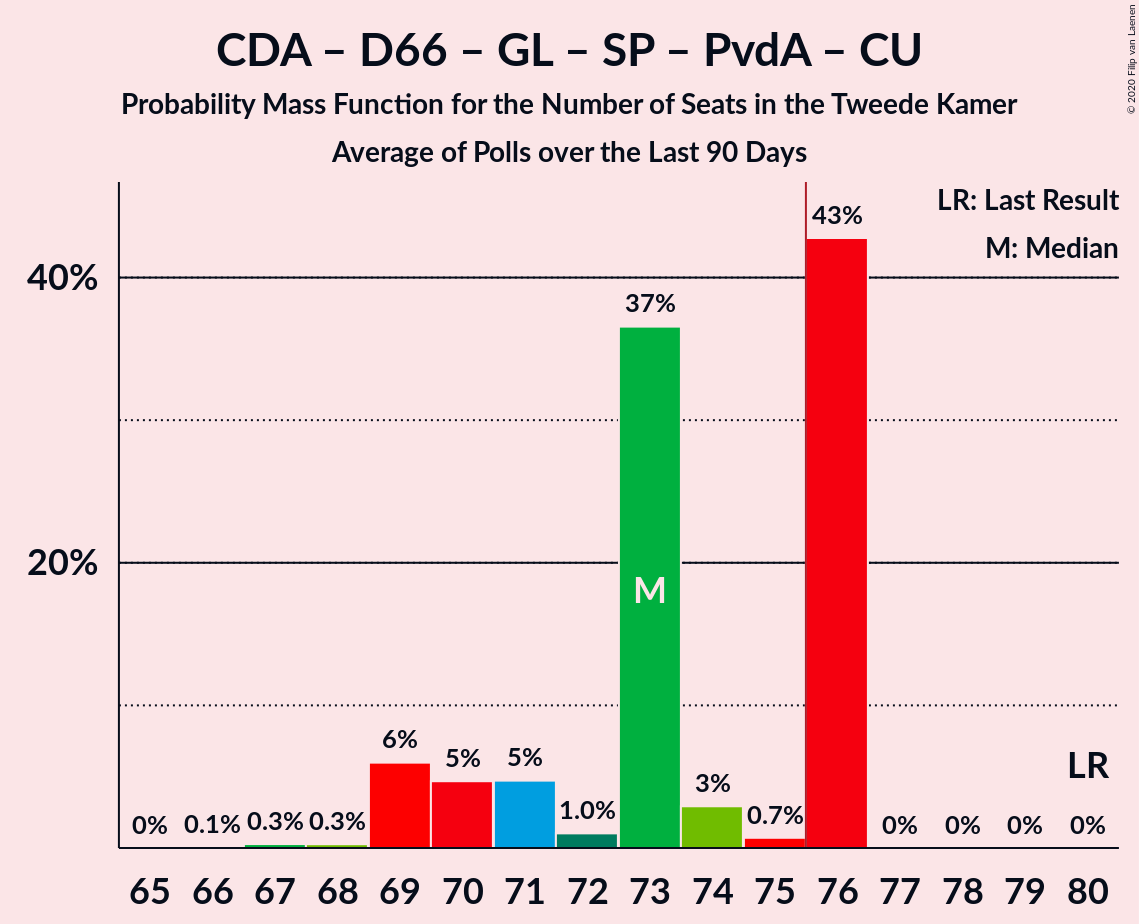 CDA – D66 – GL – SP – PvdA – CU
Probability Mass Function for the Number of Seats in the Tweede Kamer
Average of Polls over the Last 90 Days
© 2020 Filip van Laenen
LR: Last Result
M: Median
40%
20%
0%
0.1%
0.3%
0.3%
6%
5%
5%
1.0%
37%
M
3%
0.7%
43%
0%
0%
0%
0%
LR
65 66 67 68 69 70 71 72 73 74 75 76 77 78 79 80